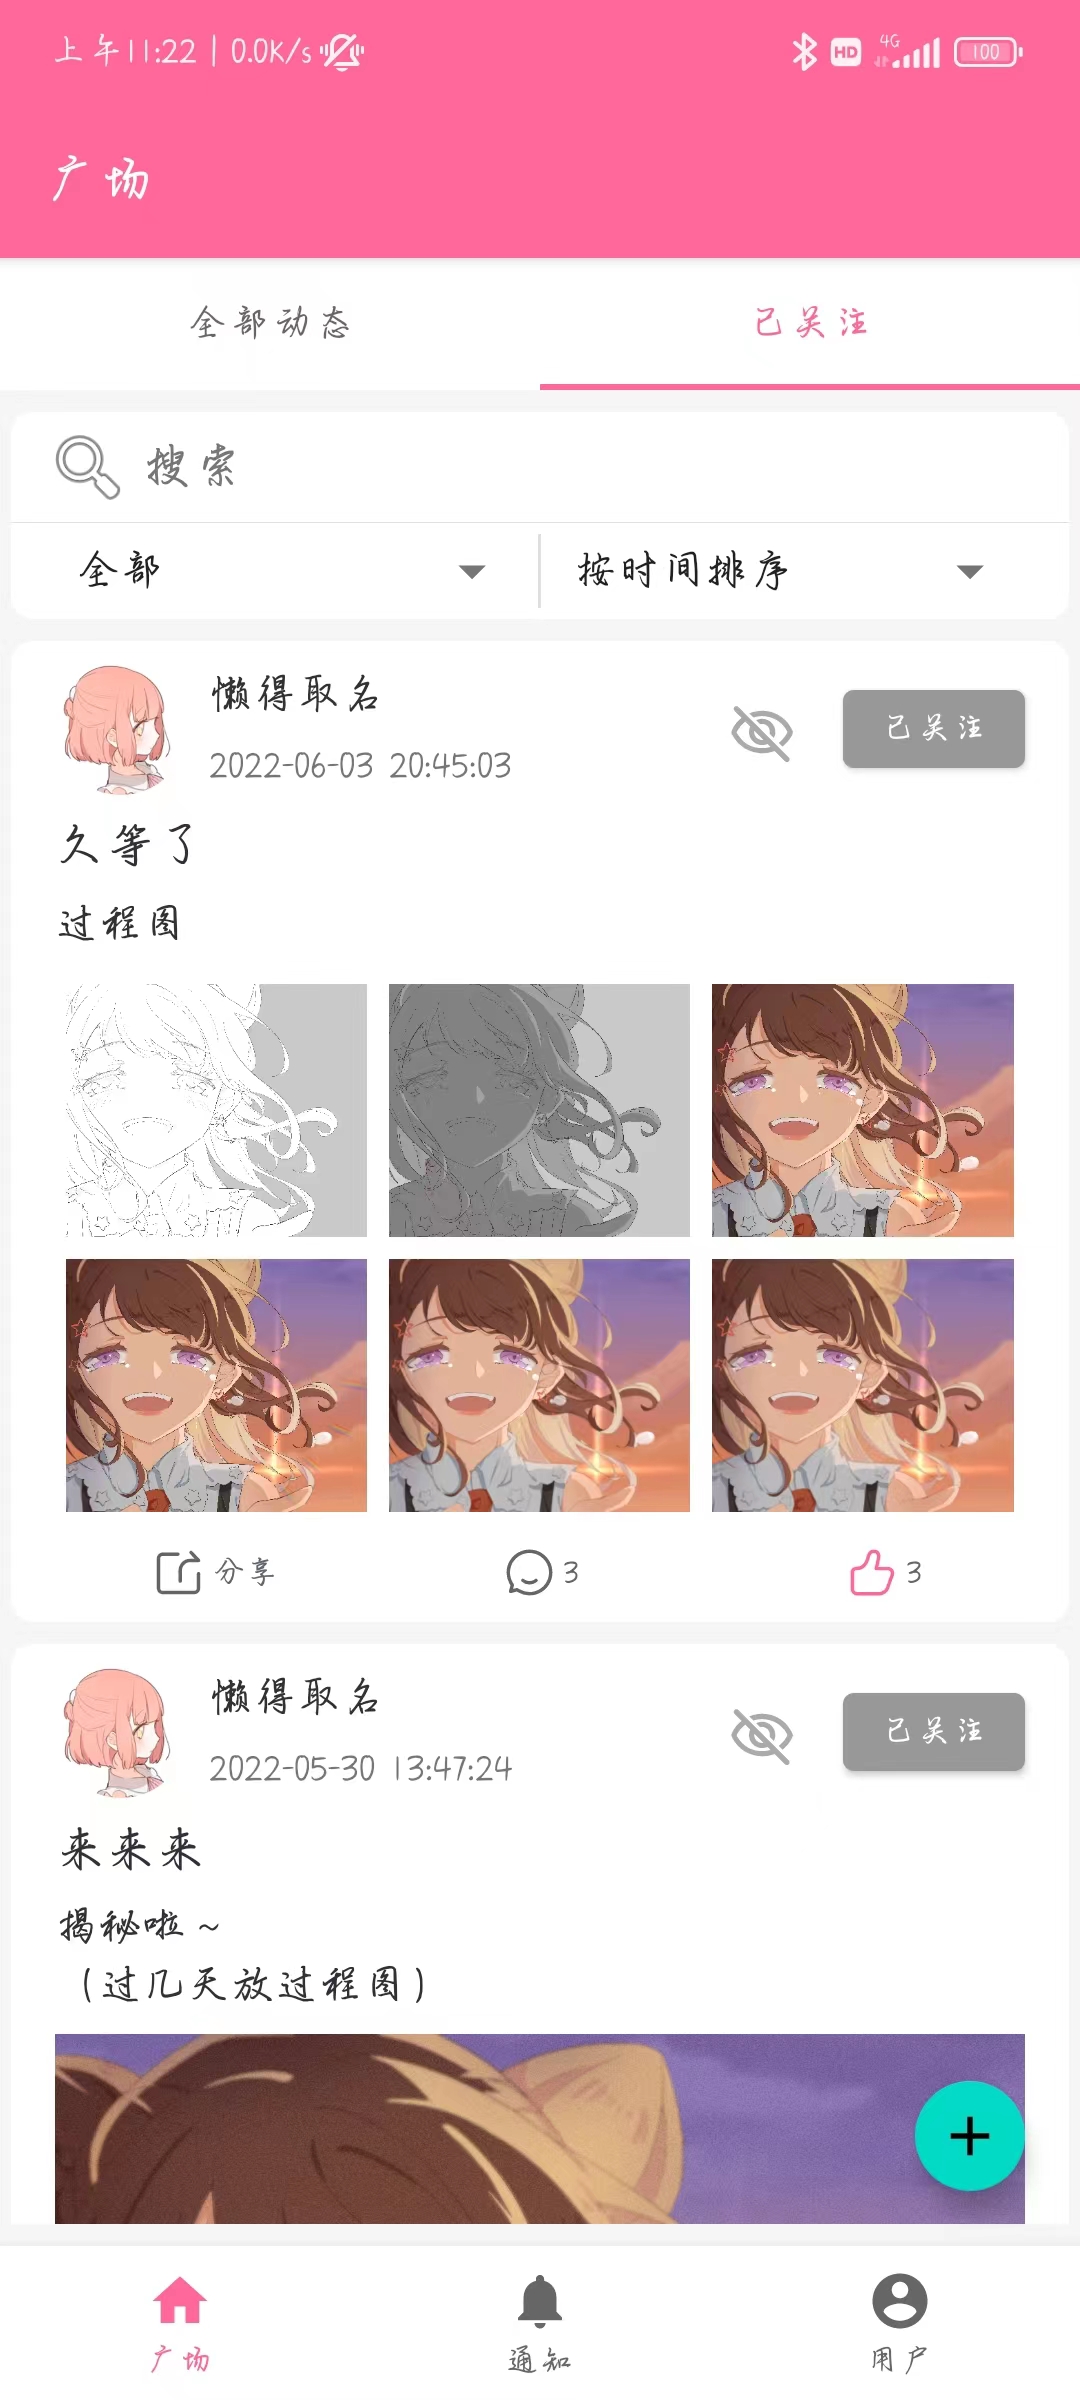 上午11:22 | 0.0K/s
HD 4G 100
广场
全部动态 已关注
搜索
全部 按时间排序
懒得取名
2022-06-03 20:45:03
已关注
久等了
过程图
分享 3 3
懒得取名
2022-05-30 13:47:24
已关注
来来来
揭秘啦~
（过几天放过程图）
+
广场 通知 用户